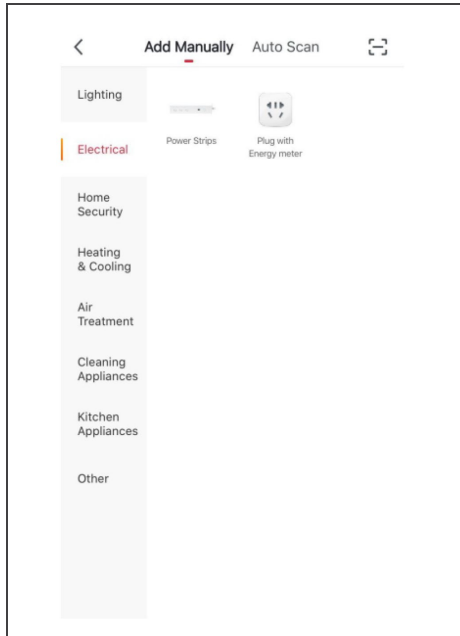 Add Manually Auto Scan
Lighting
Electrical
Home
Security
Heating
& Cooling
Air
Treatment
Cleaning
Appliances
Kitchen
Appliances
Other
Power Strips
Plug with
Energy meter